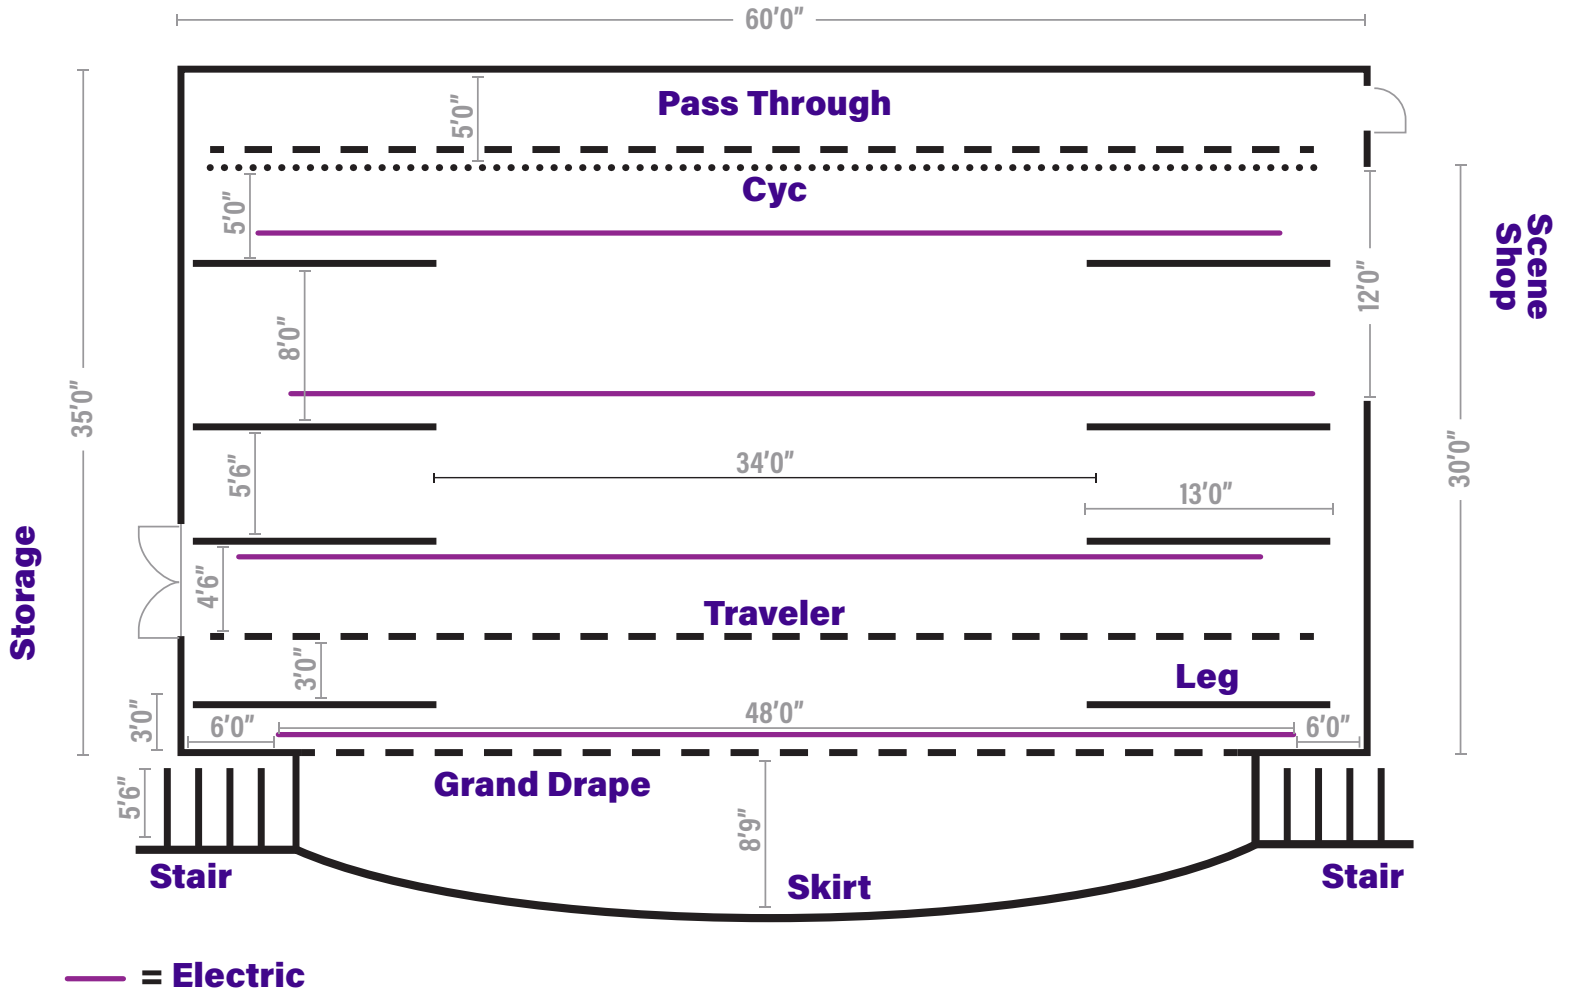 60'0"
5'0"
Pass Through
Cyc
5'0"
Scene
Shop
12'0"
8'0"
35'0"
30'0"
34'0"
5'6"
13'0"
Storage
4'6"
Traveler
3'0"
Leg
3'0"
6'0"
48'0"
6'0"
Grand Drape
5'6"
8'9"
Stair
Skirt
Stair
= Electric